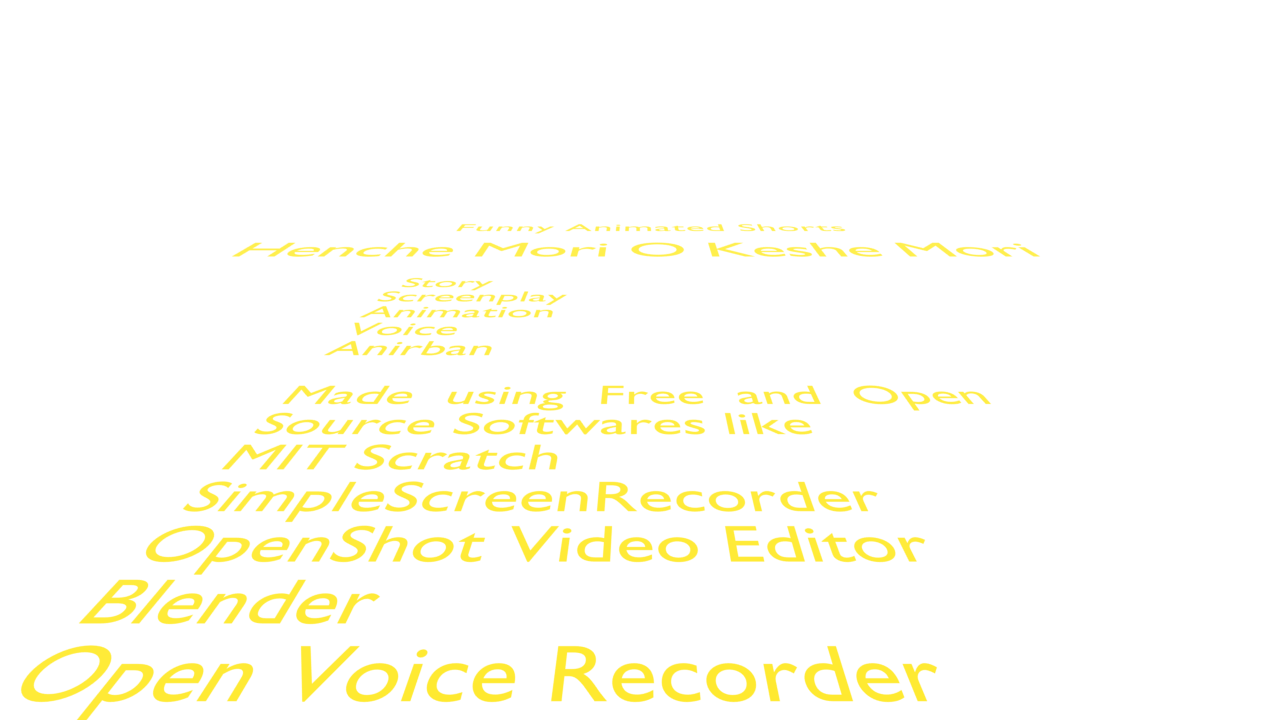 Funny Animated Shorts
Henche Mori O Keshe Mori
Story
Screenplay
Animation
Voice
Anirban
Made using Free and Open
Source Softwares like
MIT Scratch
SimpleScreenRecorder
OpenShot Video Editor
Blender
Open Voice Recorder